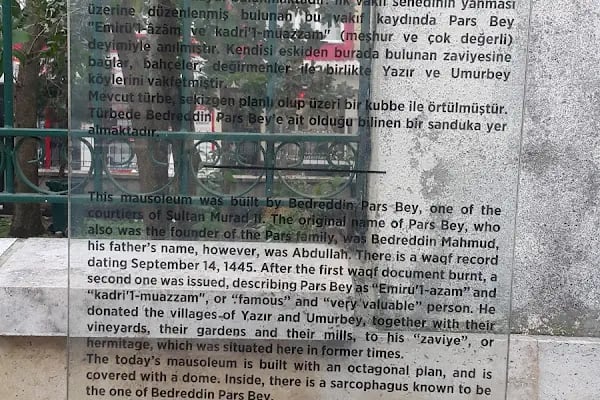 ilk vakıf senedinin yanması
üzerine düzenlenmiş bulunan bu vakıf kaydında Pars Bey
"Emirü'l-âzâm ve kadri'l-muazzam" (meşhur ve çok değerli)
deyimiyle anılmıştır. Kendisi eskiden burada bulunan zaviyesine
bağlar, bahçeler, değirmenler ile birlikte Yazır ve Umurbey
köylerini vakfetmiştir.
Mevcut türbe, sekizgen planlı olup üzeri bir kubbe ile örtülmüştür.
Türbede Bedreddin Pars Bey'e ait olduğu bilinen bir sanduka yer
almaktadır.
This mausoleum was built by Bedreddin Pars Bey, one of the
courtiers of Sultan Murad II. The original name of Pars Bey, who
also was the founder of the Pars family, was Bedreddin Mahmud,
his father's name, however, was Abdullah. There is a waqf record
dating September 14, 1445. After the first waqf document burnt, a
second one was issued, describing Pars Bey as "Emiru'l-azam" and
"kadri'l-muazzam", or "famous" and "very valuable" person. He
donated the villages of Yazır and Umurbey, together with their
vineyards, their gardens and their mills, to his "zaviye", or
hermitage, which was situated here in former times.
The today's mausoleum is built with an octagonal plan, and is
covered with a dome. Inside, there is a sarcophagus known to be
the one of Bedreddin Pars Bey.